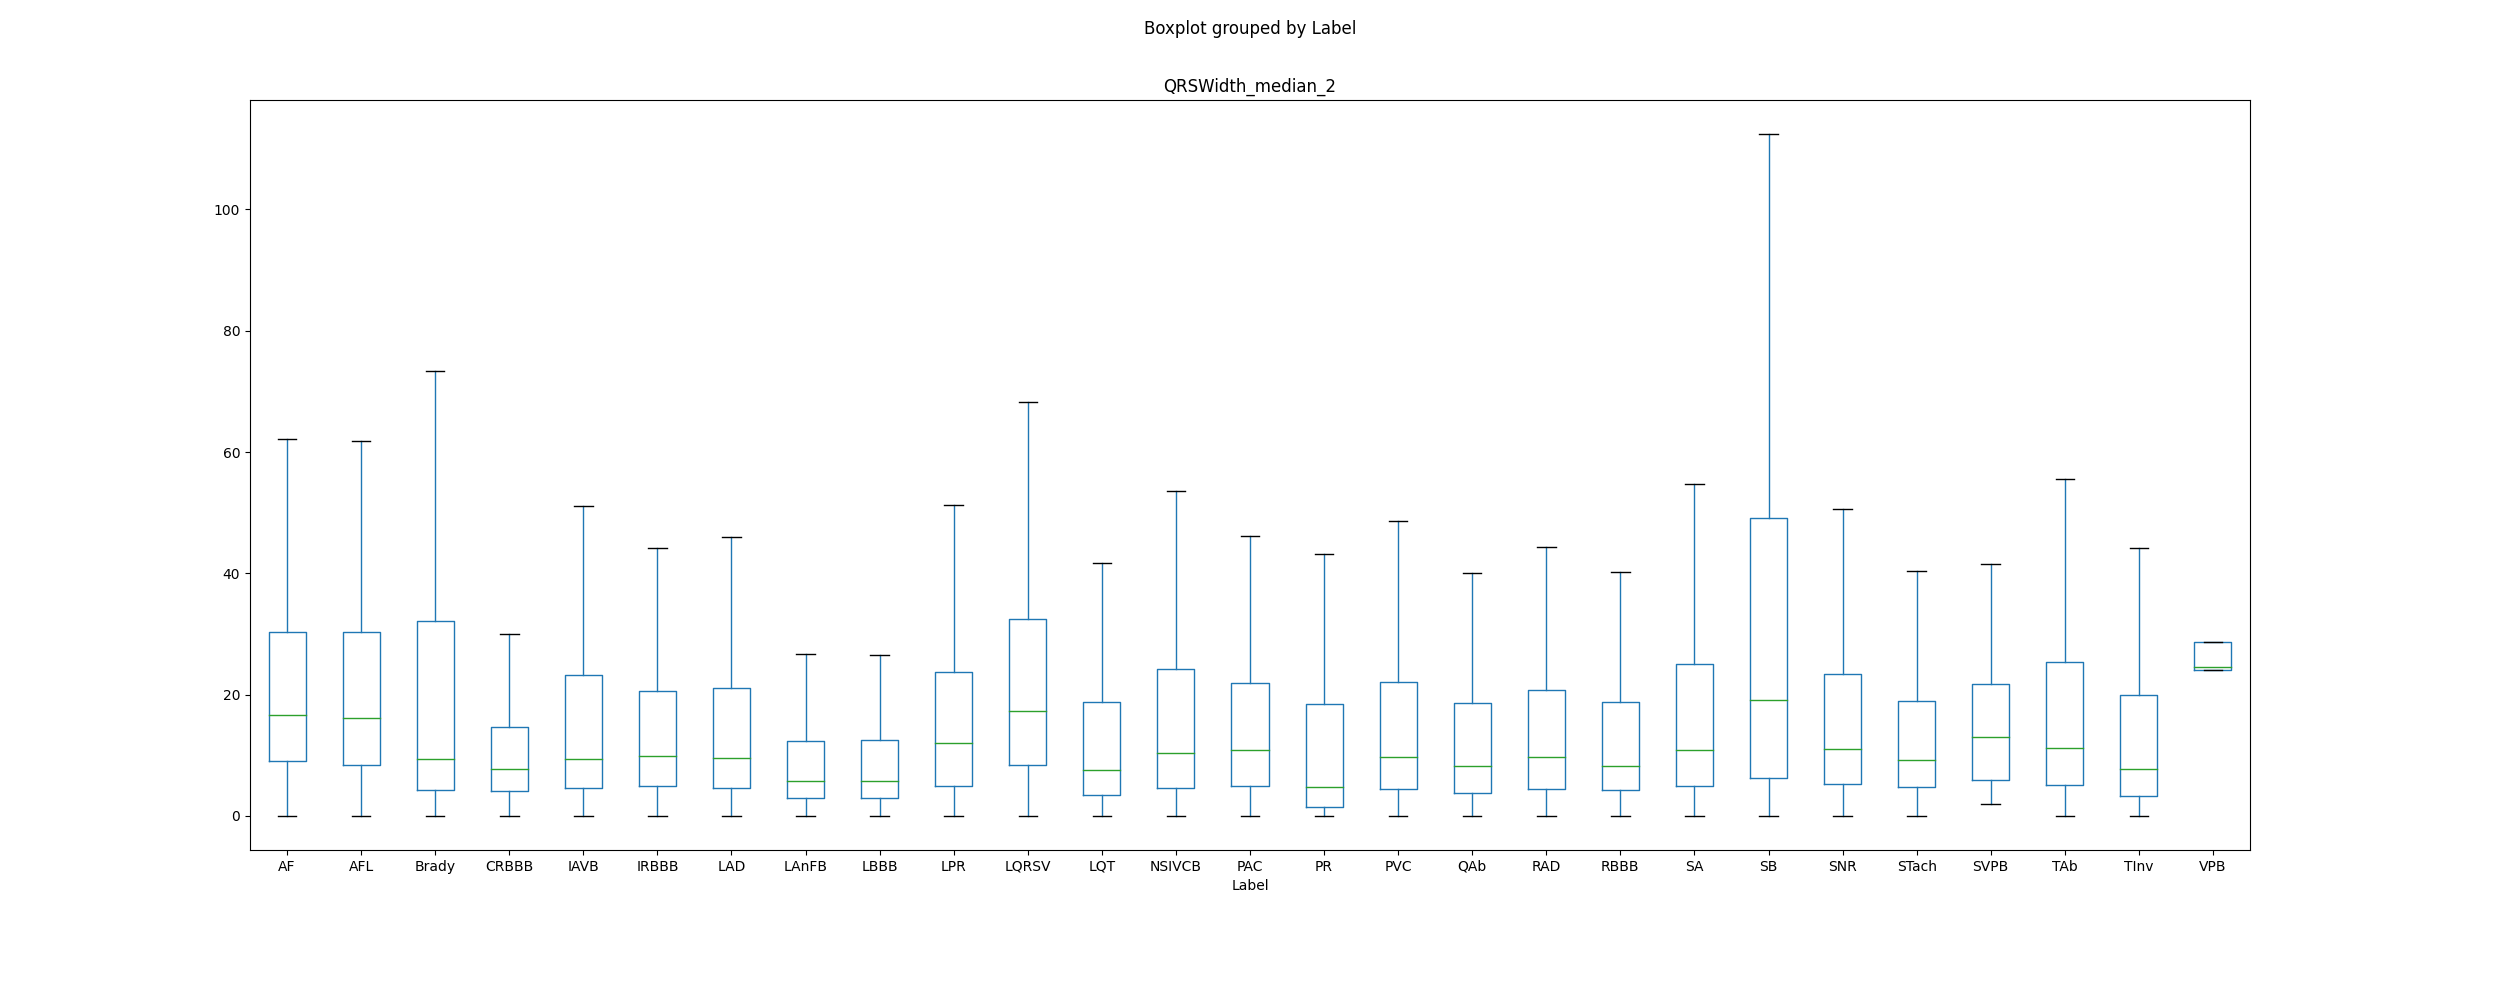 Boxplot grouped by Label
QRSWidth_median_2
100
80
60
40
20
0
AF AFL Brady CRBBB IAVB IRBBB LAD LAnFB LBBB LPR LQRSV LQT NSIVCB PAC PR PVC QAb RAD RBBB SA SB SNR STach SVPB TAb TInv VPB
Label